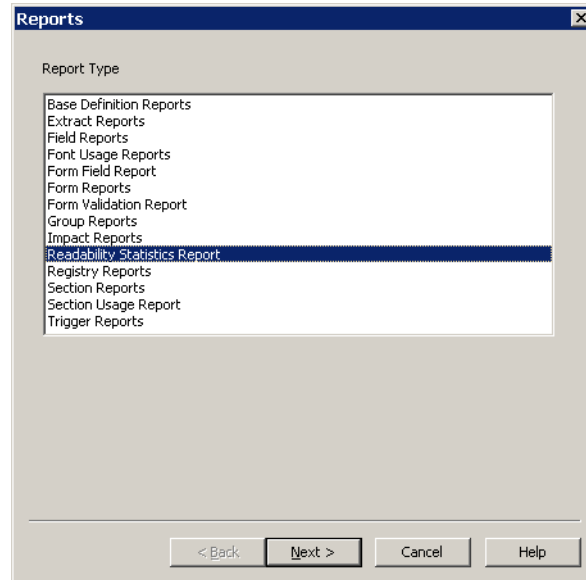 Reports
Report Type
Base Definition Reports
Extract Reports
Field Reports
Font Usage Reports
Form Field Report
Form Reports
Form Validation Report
Group Reports
Impact Reports
Readability Statistics Report
Registry Reports
Section Reports
Section Usage Report
Trigger Reports
< Back Next > Cancel Help